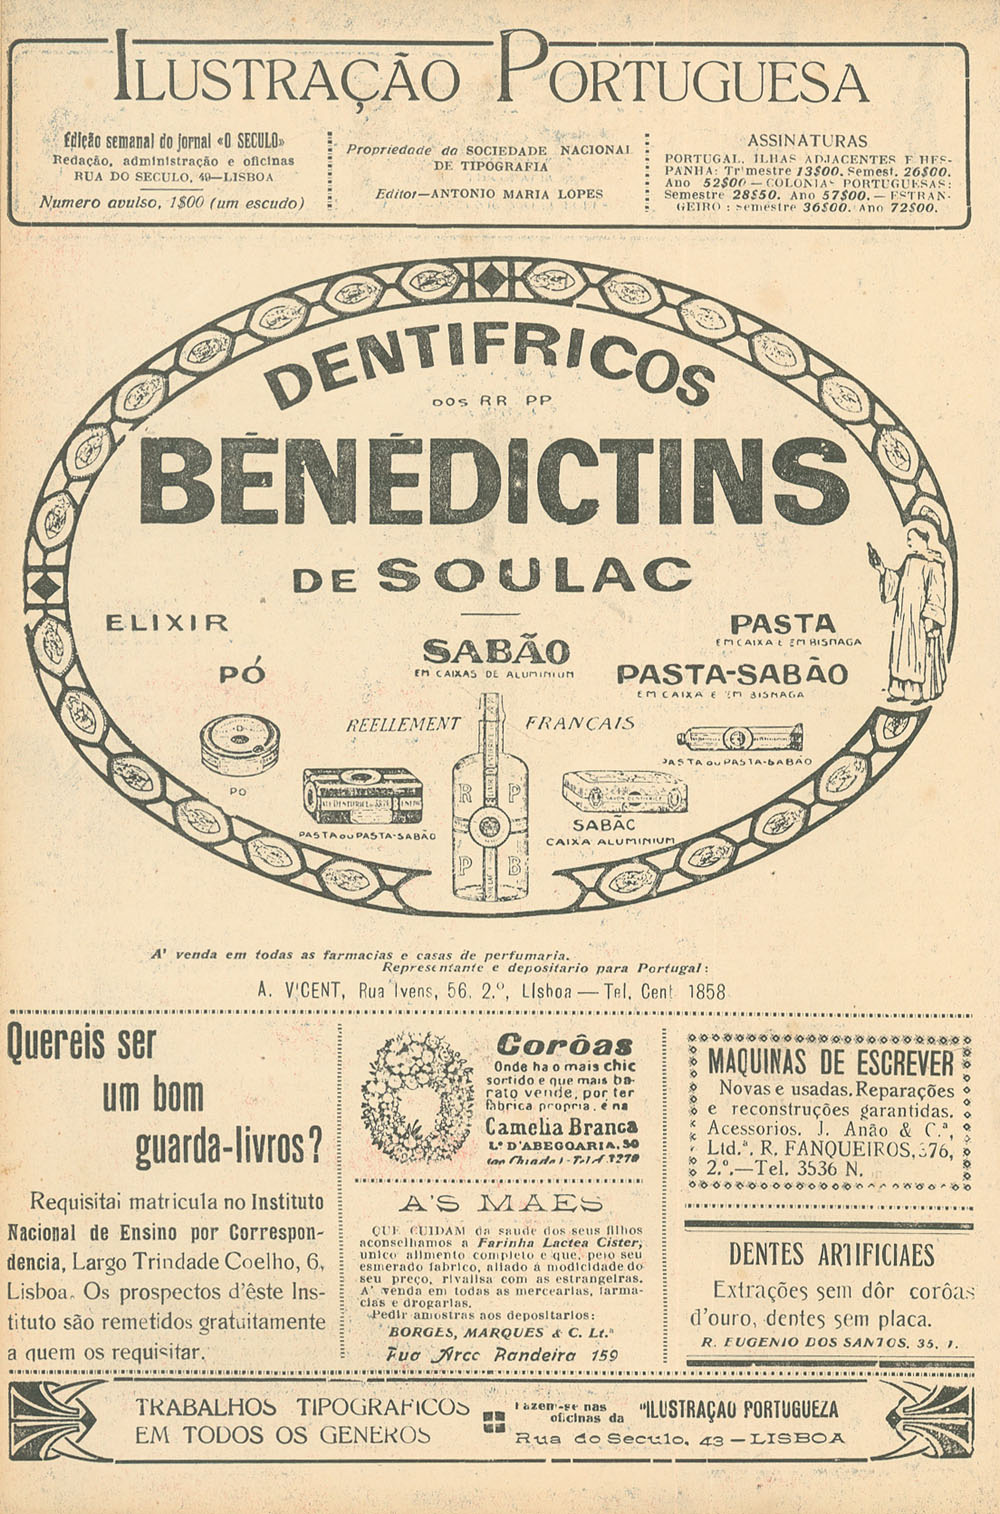 ILUSTRAÇÃO PORTUGUESA
Edição semanal do jornal «O SECULO»
Redação, administração e oficinas
RUA DO SECULO, 49—LISBOA
Numero avulso, 1$00 (um escudo)
Propriedade da SOCIEDADE NACIONAL
DE TIPOGRAFIA
Editor—ANTONIO MARIA LOPES
ASSINATURAS
PORTUGAL, ILHAS ADJACENTES E HES-
PANHA: Trimestre 13$00. Semest. 26$00.
Ano 52$00—COLONIAS PORTUGUESAS:
Semestre 28$50. Ano 57$00.—ESTRAN-
GEIRO: Semestre 36$00. Ano 72$00.
DENTIFRICOS
DOS RR PP
BÉNÉDICTINS
DE SOULAC
ELIXIR
PÓ
SABÃO
EM CAIXAS DE ALUMINIUM
PASTA
EM CAIXA E EM BISNAGA
PASTA-SABÃO
EM CAIXA E EM BISNAGA
REELLEMENT FRANCAIS
PO
PASTA OU PASTA-SABÃO
R P
P B
PASTA OU PASTA-SABÃO
SABÃC
CAIXA ALUMINIUM
A' venda em todas as farmacias e casas de perfumaria.
Representante e depositario para Portugal:
A. VICENT, Rua Ivens, 56, 2.º, Lisboa—Tel. Cent 1858
Quereis ser
um bom
guarda-livros?
Requisitai matricula no Instituto
Nacional de Ensino por Correspon-
dencia, Largo Trindade Coelho, 6,
Lisboa. Os prospectos d'êste Ins-
tituto são remetidos gratuitamente
a quem os requisitar.
Corôas
Onde ha o mais chic
sortido e que mais ba-
rato vende, por ter
fabrica propria, é na
Camelia Branca
L.º D'ABEGOARIA, 50
(ao Chiado) - Tel. 3270
A'S MAES
QUE CUIDAM da saude dos seus filhos
aconselhamos a Farinha Lactea Cister,
unico alimento completo e que, pelo seu
esmerado fabrico, aliado á modicidade do
seu preço, rivalisa com as estrangeiras.
A' venda em todas as mercearias, farma-
cias e drogarias.
Pedir amostras aos depositarios:
BORGES, MARQUES & C. Lt.ª
Rua Arco Bandeira 159
MAQUINAS DE ESCREVER
Novas e usadas. Reparações
e reconstruções garantidas.
Acessorios. J. Anão & C.ª,
Ltd.ª. R. FANQUEIROS, 376,
2.º.—Tel. 3536 N.
DENTES ARTIFICIAES
Extrações sem dôr corôas
d'ouro, dentes sem placa.
R. EUGENIO DOS SANTOS, 35, 1.
TRABALHOS TIPOGRAFICOS
EM TODOS OS GENEROS
Fazem-se nas
oficinas da "ILUSTRAÇÃO PORTUGUEZA
Rua do Seculo, 43—LISBOA